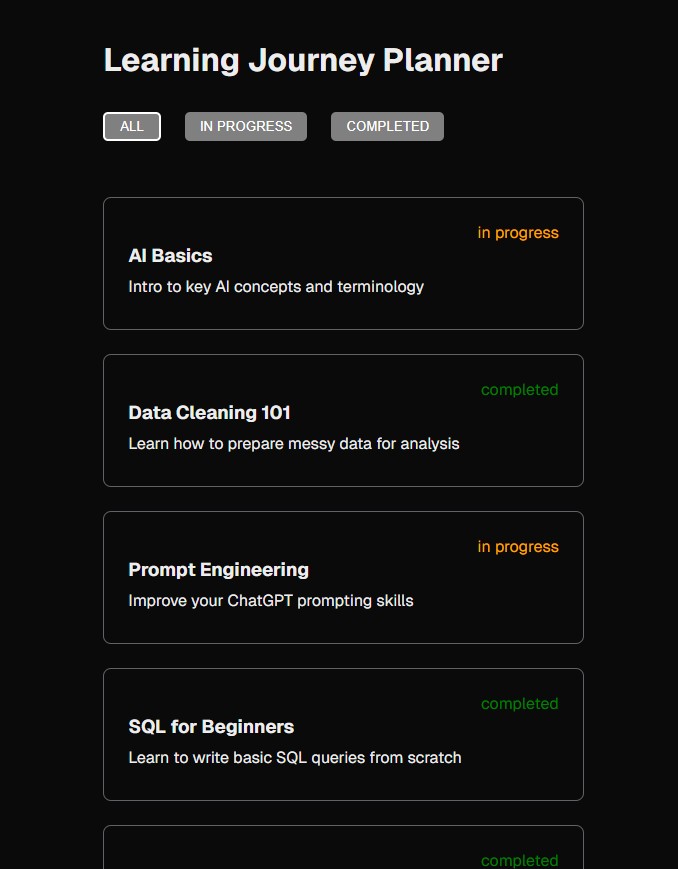 Learning Journey Planner
ALL IN PROGRESS COMPLETED
in progress
AI Basics
Intro to key AI concepts and terminology
completed
Data Cleaning 101
Learn how to prepare messy data for analysis
in progress
Prompt Engineering
Improve your ChatGPT prompting skills
completed
SQL for Beginners
Learn to write basic SQL queries from scratch
completed